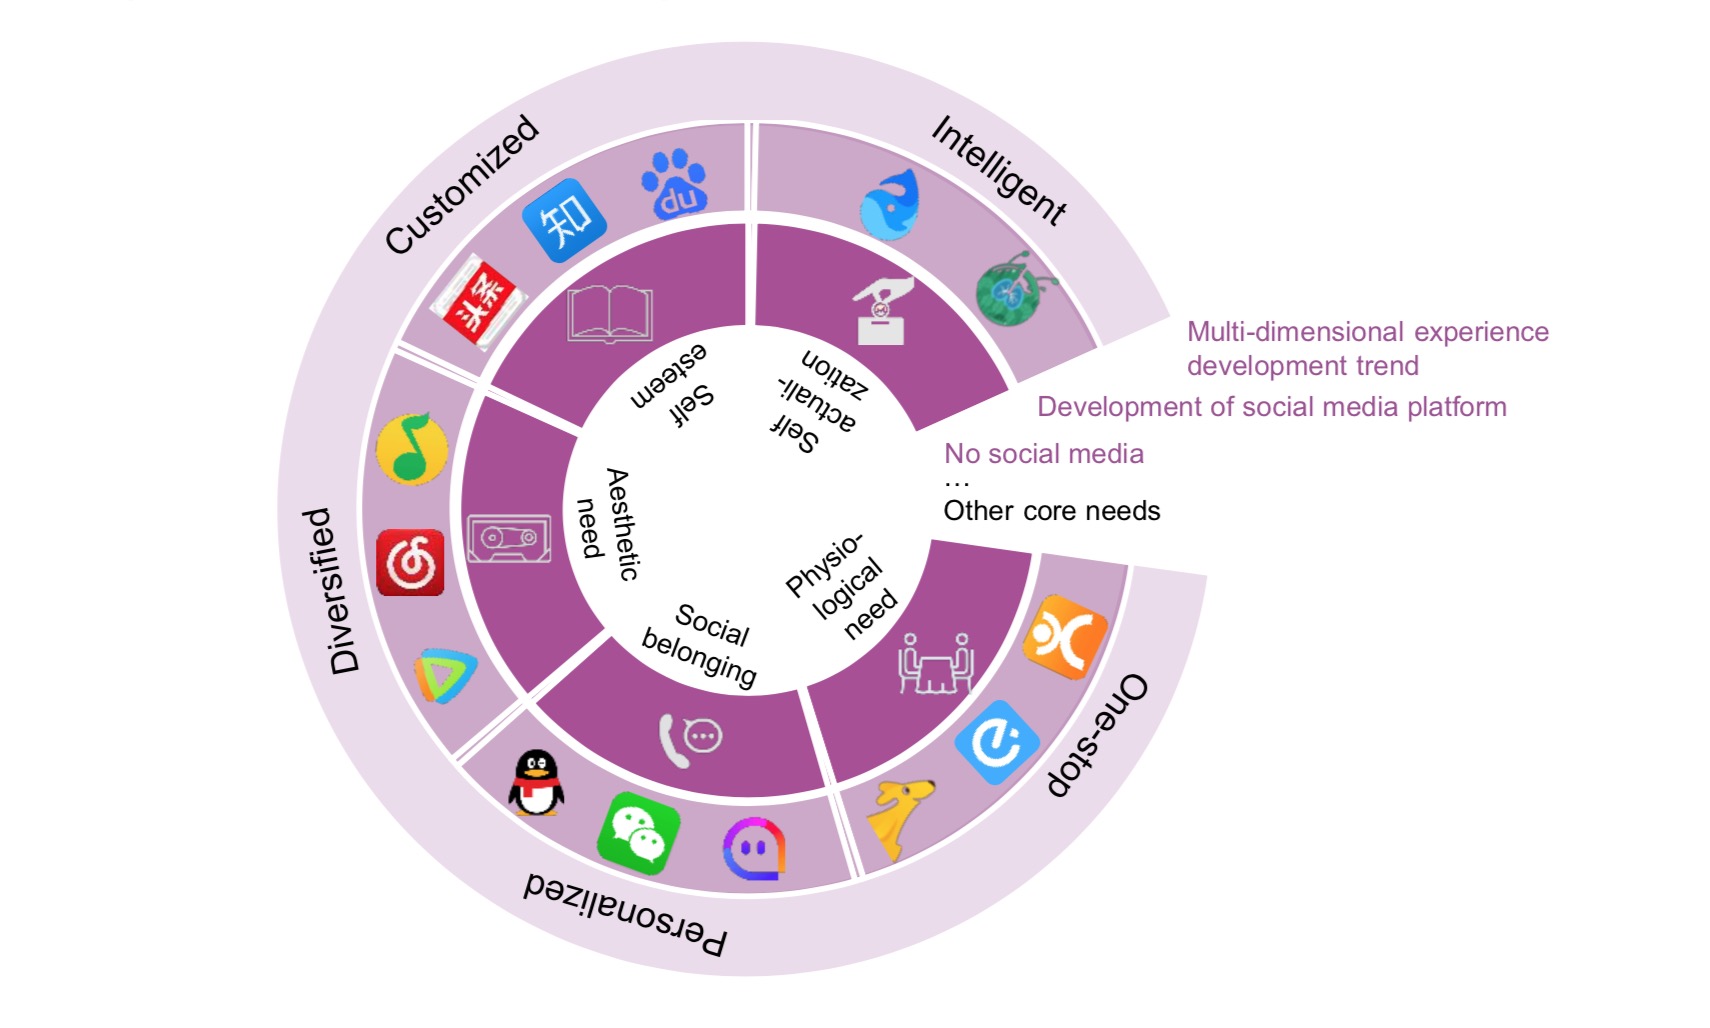 Customized
Intelligent
Diversified
Personalized
One-stop
头条
知
du
Self
esteem
Self
actuali-
zation
Aesthetic
need
Social
belonging
Physio-
logical
need
Multi-dimensional experience
development trend
Development of social media platform
No social media
...
Other core needs